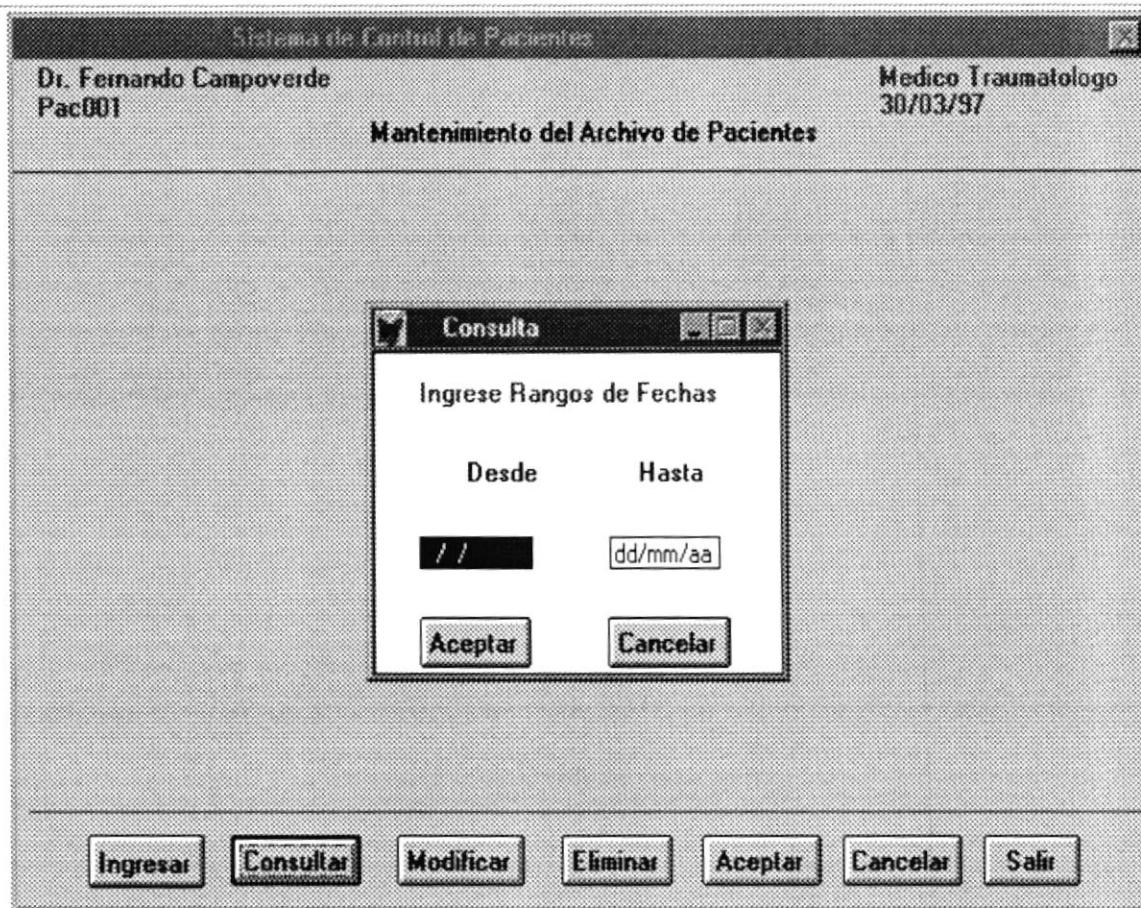 Sistema de Control de Pacientes
Dr. Fernando Campoverde Medico Traumatologo
Pac001 30/03/97
Mantenimiento del Archivo de Pacientes
Consulta
Ingrese Rangos de Fechas
Desde Hasta
/ / dd/mm/aa
Aceptar Cancelar
Ingresar Consultar Modificar Eliminar Aceptar Cancelar Salir